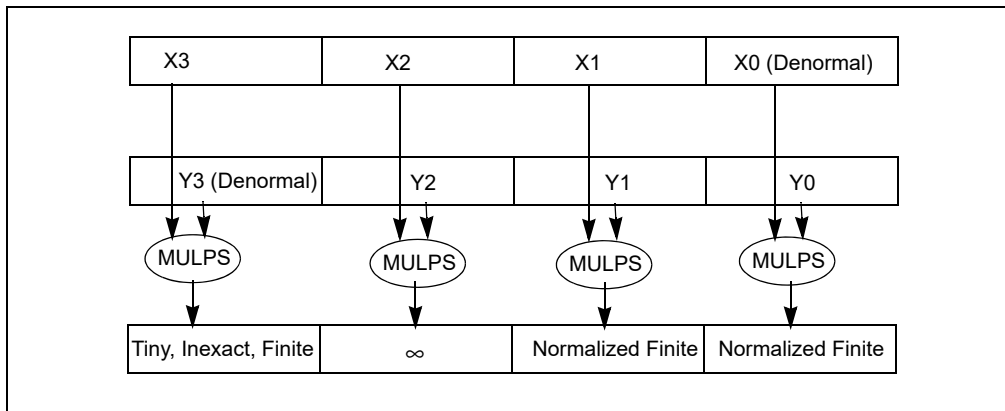 X3 X2 X1 X0 (Denormal)
Y3 (Denormal) Y2 Y1 Y0
MULPS MULPS MULPS MULPS
Tiny, Inexact, Finite ∞ Normalized Finite Normalized Finite